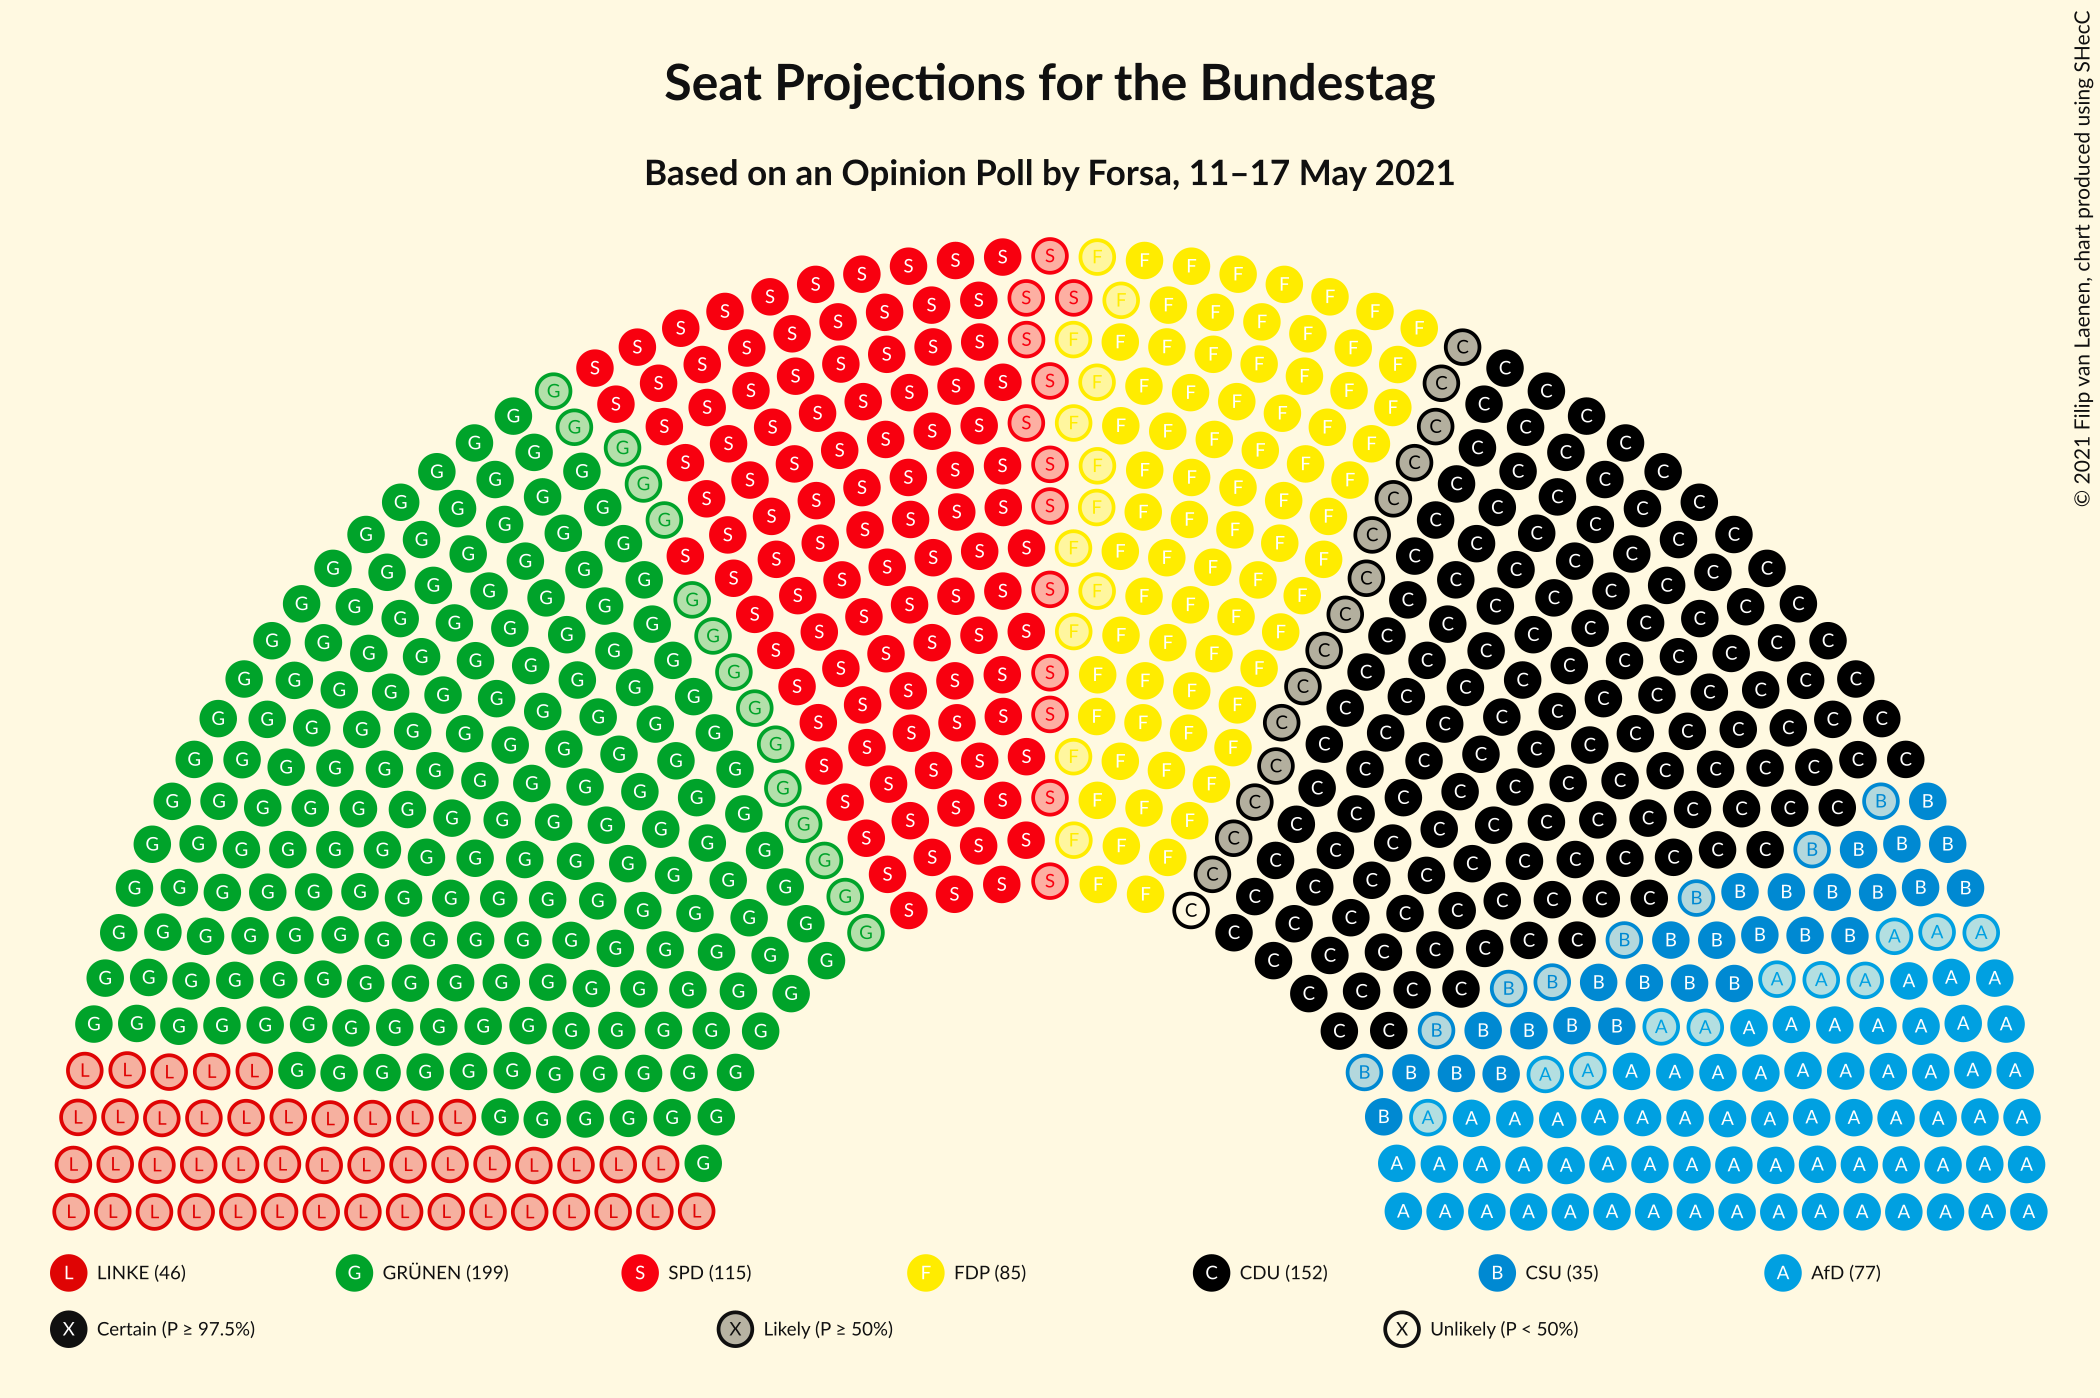 Seat Projections for the Bundestag
Based on an Opinion Poll by Forsa, 11–17 May 2021
© 2021 Filip van Laenen, chart produced using SHecC
L LINKE (46) G GRÜNEN (199) S SPD (115) F FDP (85) C CDU (152) B CSU (35) A AfD (77)
X Certain (P ≥ 97.5%) X Likely (P ≥ 50%) X Unlikely (P < 50%)